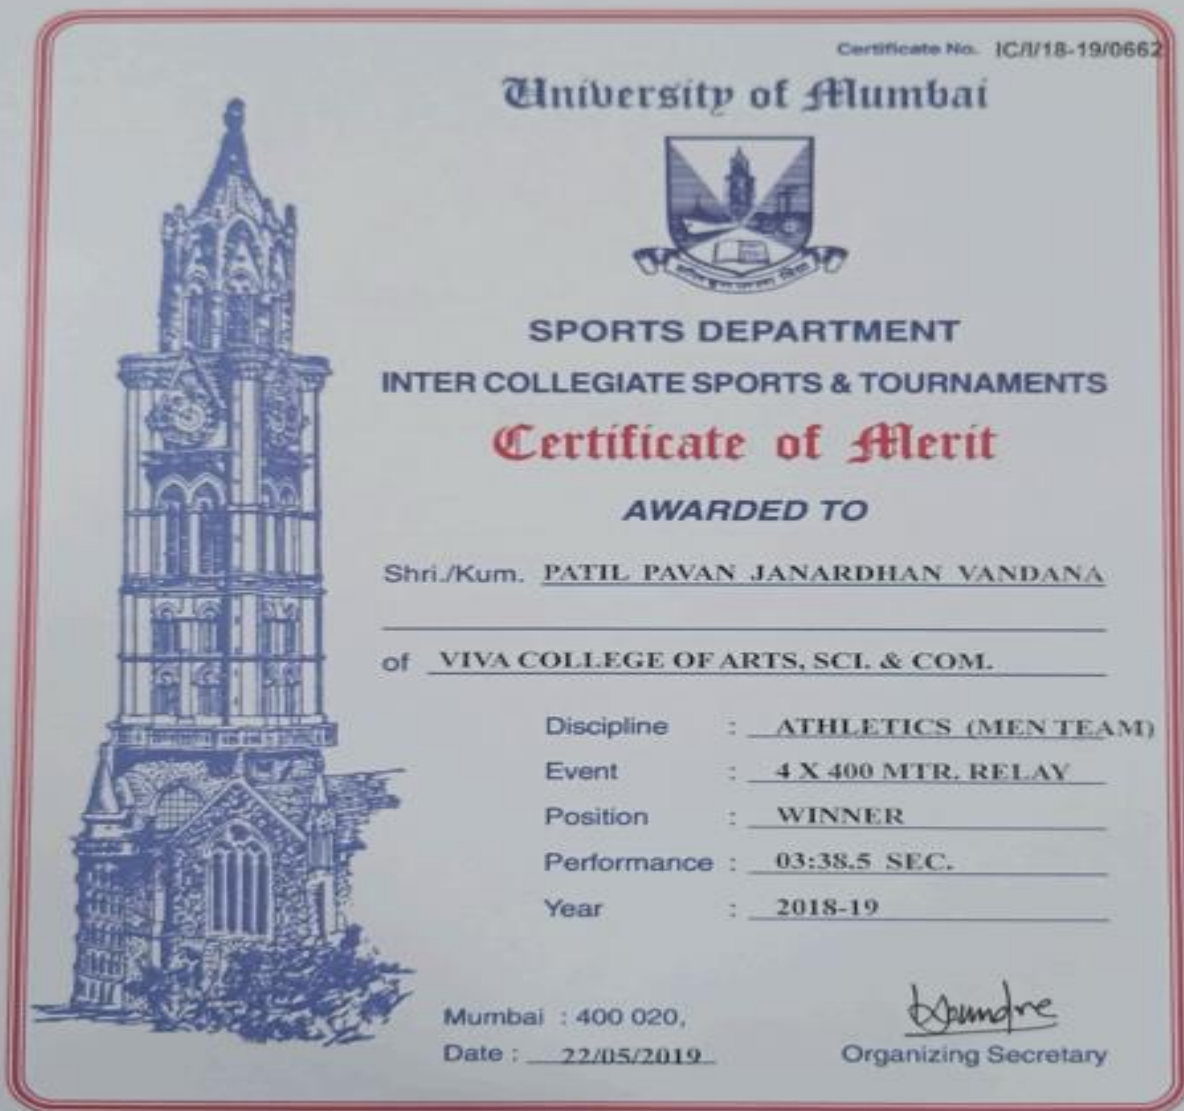 Certificate No. IC/I/18-19/0662
University of Mumbai
SPORTS DEPARTMENT
INTER COLLEGIATE SPORTS & TOURNAMENTS
Certificate of Merit
AWARDED TO
Shri./Kum. PATIL PAVAN JANARDHAN VANDANA
of VIVA COLLEGE OF ARTS, SCI. & COM.
Discipline : ATHLETICS (MEN TEAM)
Event : 4 X 400 MTR. RELAY
Position : WINNER
Performance : 03:38.5 SEC.
Year : 2018-19
Mumbai : 400 020,
Date : 22/05/2019
Organizing Secretary